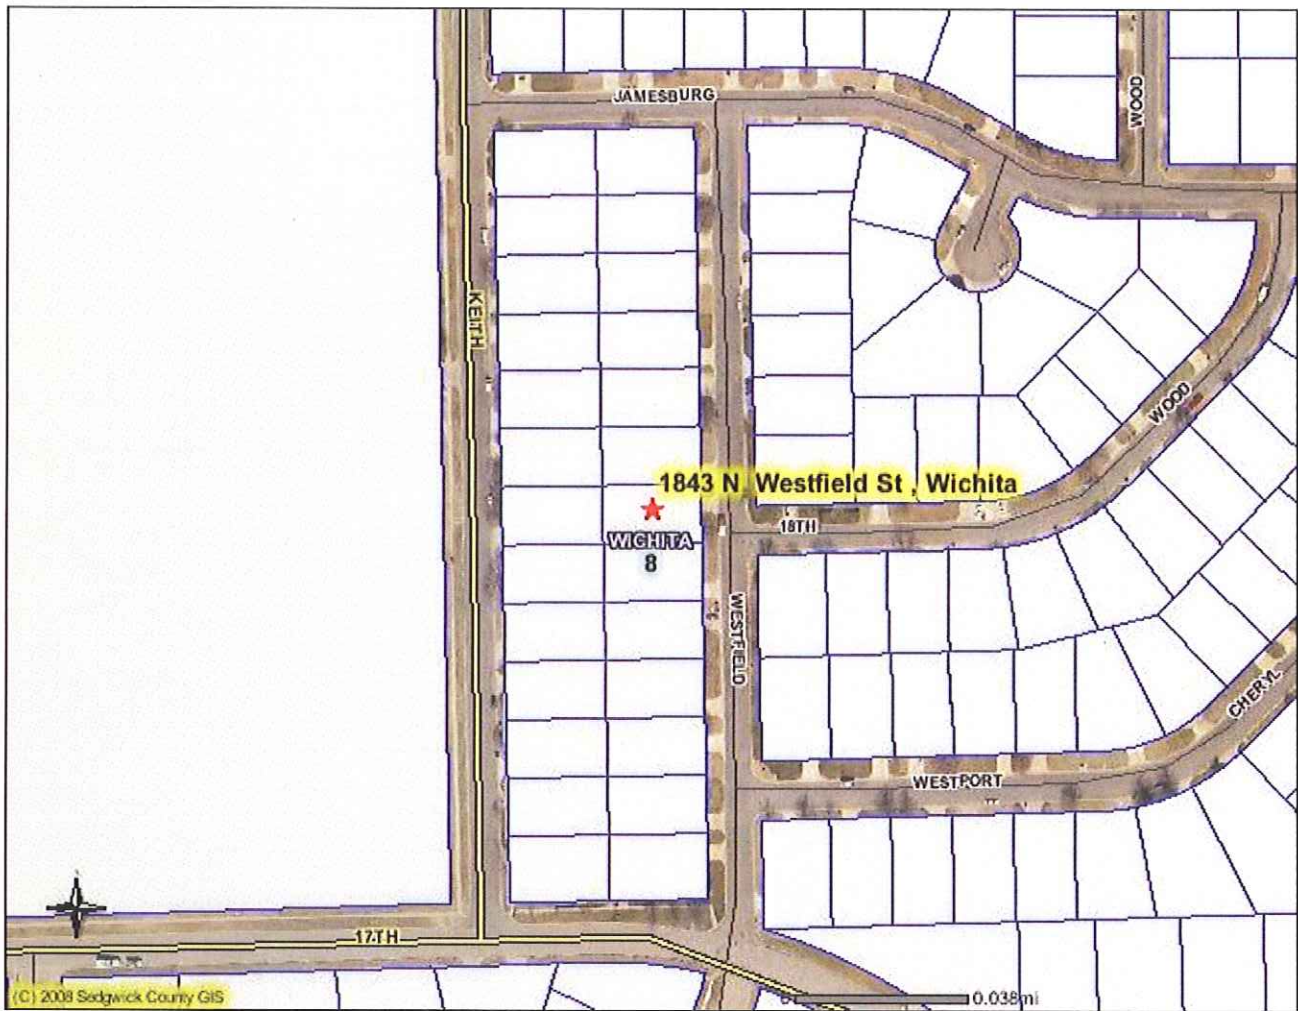 JAMESBURG
WOOD
KEITH
WOOD
1843 N. Westfield St , Wichita
18TH
WICHITA
8
WESTFIELD
CHERYL
WESTPORT
17TH
(C) 2008 Sedgwick County GIS
0.038mi